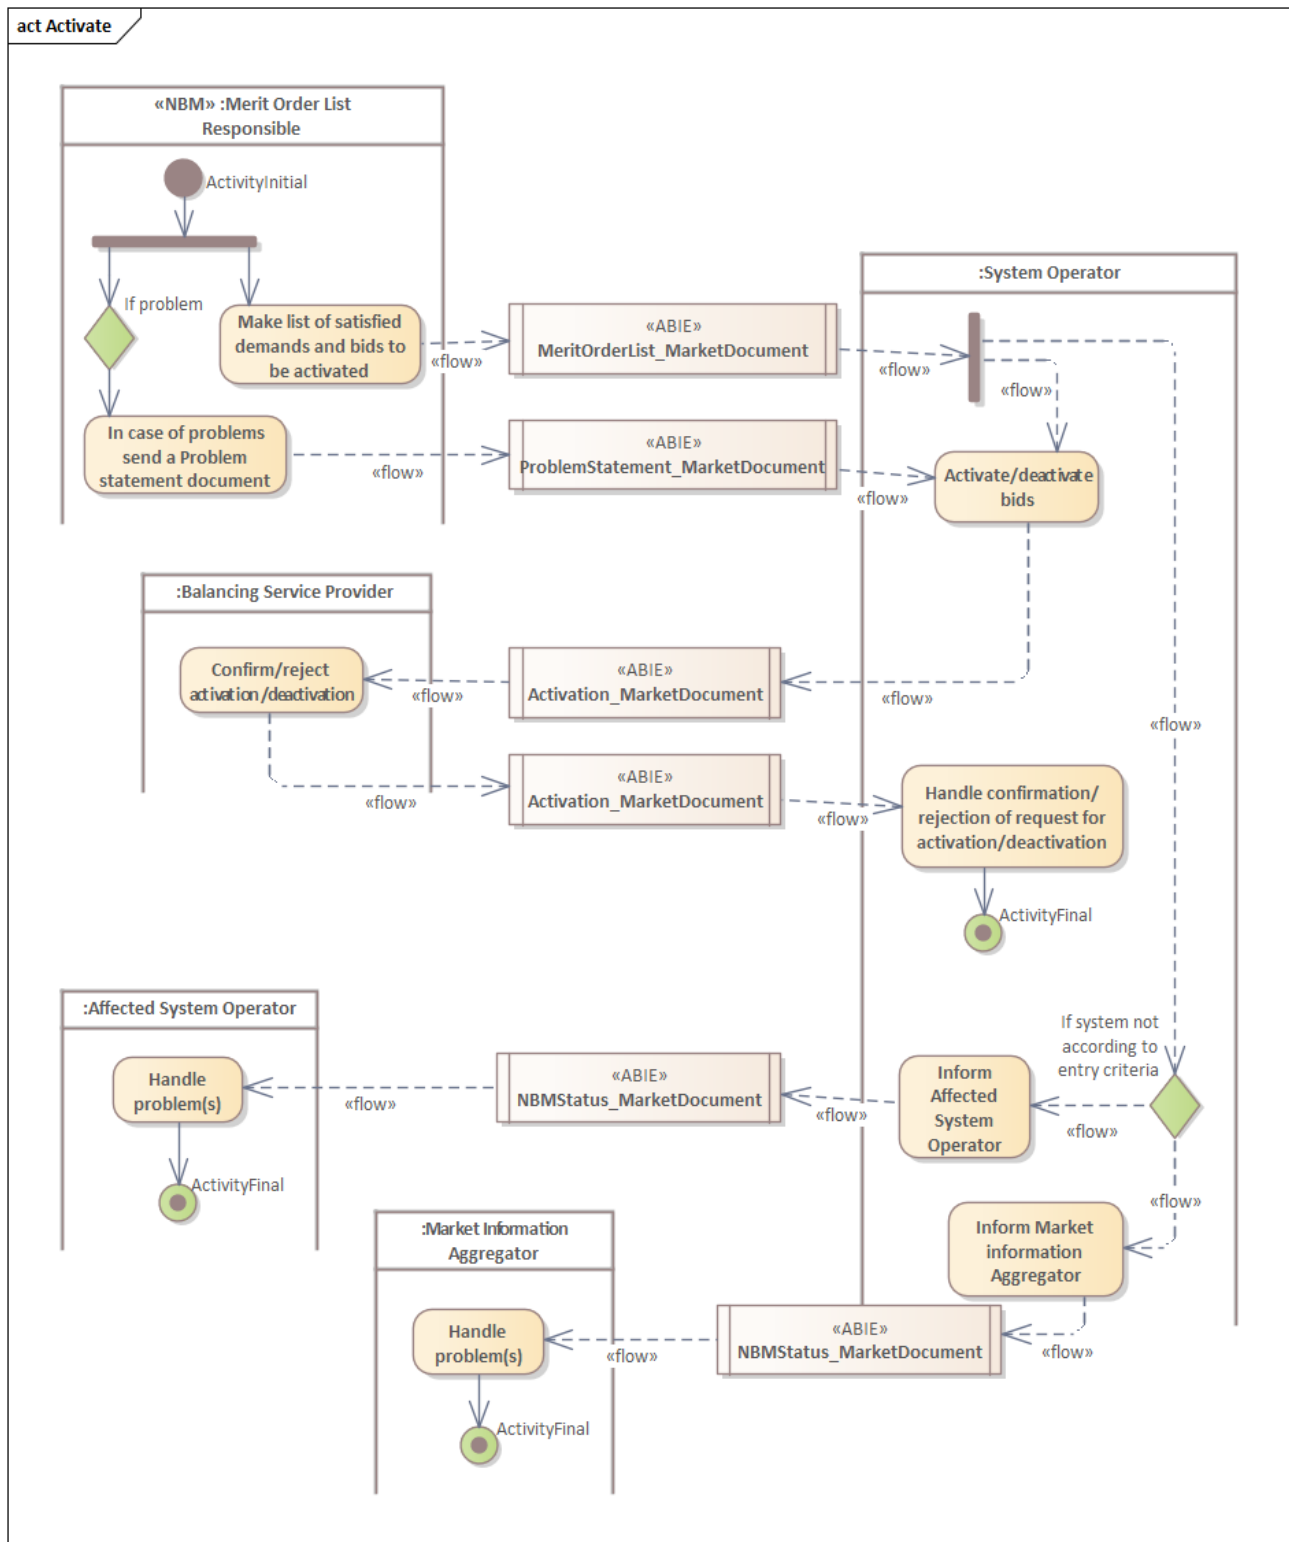 act Activate
«NBM» :Merit Order List
Responsible
ActivityInitial
If problem
Make list of satisfied
demands and bids to
be activated
«flow»
«ABIE»
MeritOrderList_MarketDocument
«flow»
:System Operator
«flow»
In case of problems
send a Problem
statement document
«flow»
«ABIE»
ProblemStatement_MarketDocument
«flow»
Activate/deactivate
bids
:Balancing Service Provider
Confirm/reject
activation/deactivation
«flow»
«ABIE»
Activation_MarketDocument
«flow»
«flow»
«flow»
«ABIE»
Activation_MarketDocument
«flow»
Handle confirmation/
rejection of request for
activation/deactivation
ActivityFinal
:Affected System Operator
Handle
problem(s)
«flow»
«ABIE»
NBMStatus_MarketDocument
«flow»
Inform
Affected
System
Operator
If system not
according to
entry criteria
«flow»
«flow»
ActivityFinal
:Market Information
Aggregator
Inform Market
information
Aggregator
Handle
problem(s)
«flow»
«ABIE»
NBMStatus_MarketDocument
«flow»
ActivityFinal